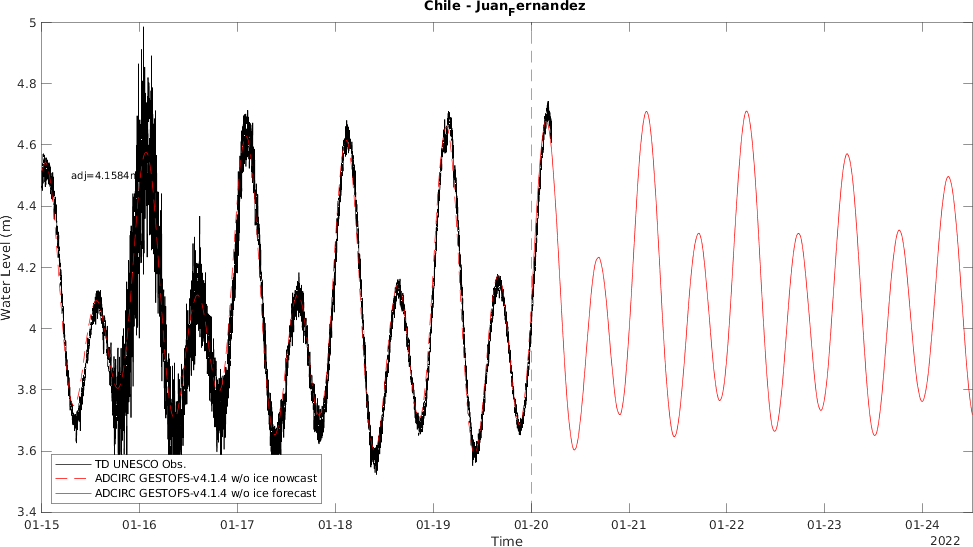 Chile - JuanFernandez
5
4.8
4.6
4.4
4.2
4
3.8
3.6
3.4
Water Level (m)
adj=4.1584m
TD UNESCO Obs.
ADCIRC GESTOFS-v4.1.4 w/o ice nowcast
ADCIRC GESTOFS-v4.1.4 w/o ice forecast
01-15 01-16 01-17 01-18 01-19 01-20 01-21 01-22 01-23 01-24
Time
2022